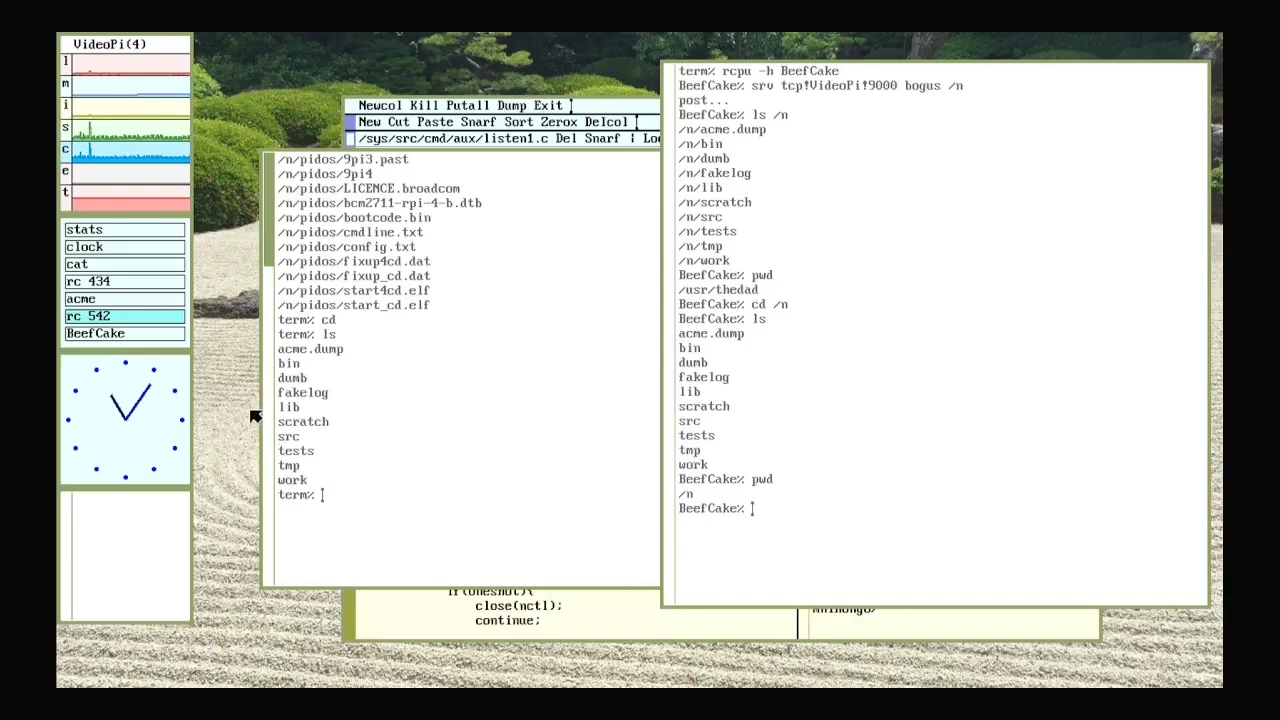 VideoPi(4)
l
m
i
s
c
e
t
stats
clock
cat
rc 434
acme
rc 542
BeefCake
Newcol Kill Putall Dump Exit
New Cut Paste Snarf Sort Zerox Delcol
/sys/src/cmd/aux/listen1.c Del Snarf | Loo
/n/pidos/9pi3.past
/n/pidos/9pi4
/n/pidos/LICENCE.broadcom
/n/pidos/bcm2711-rpi-4-b.dtb
/n/pidos/bootcode.bin
/n/pidos/cmdline.txt
/n/pidos/config.txt
/n/pidos/fixup4cd.dat
/n/pidos/fixup_cd.dat
/n/pidos/start4cd.elf
/n/pidos/start_cd.elf
term% cd
term% ls
acme.dump
bin
dumb
fakelog
lib
scratch
src
tests
tmp
work
term%
if(oneshot){
close(nctl);
continue;
term% rcpu -h BeefCake
BeefCake% srv tcp!VideoPi!9000 bogus /n
post...
BeefCake% ls /n
/n/acme.dump
/n/bin
/n/dumb
/n/fakelog
/n/lib
/n/scratch
/n/src
/n/tests
/n/tmp
/n/work
BeefCake% pwd
/usr/thedad
BeefCake% cd /n
BeefCake% ls
acme.dump
bin
dumb
fakelog
lib
scratch
src
tests
tmp
work
BeefCake% pwd
/n
BeefCake%